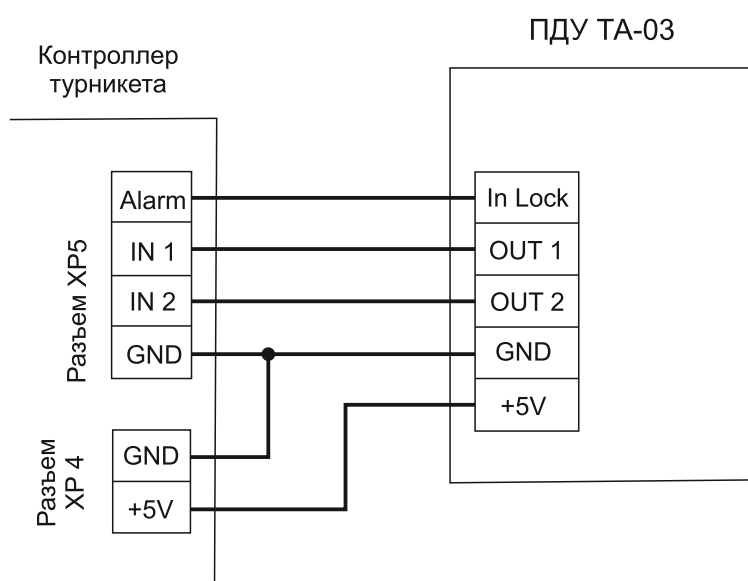 ПДУ ТА-03
Контроллер
турникета
Разъем XP5
Alarm
IN 1
IN 2
GND
Разъем
XP 4
GND
+5V
In Lock
OUT 1
OUT 2
GND
+5V